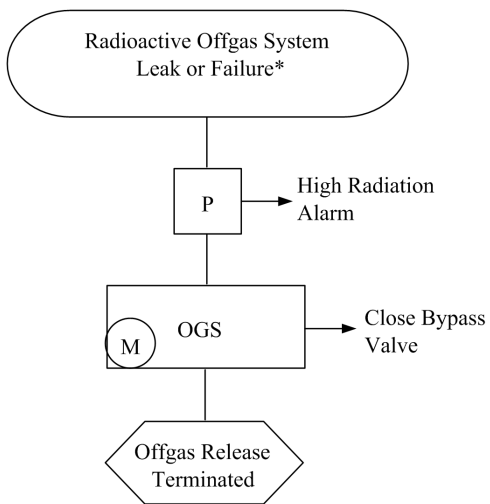 Radioactive Offgas System
Leak or Failure*
P
High Radiation
Alarm
M
OGS
Close Bypass
Valve
Offgas Release
Terminated